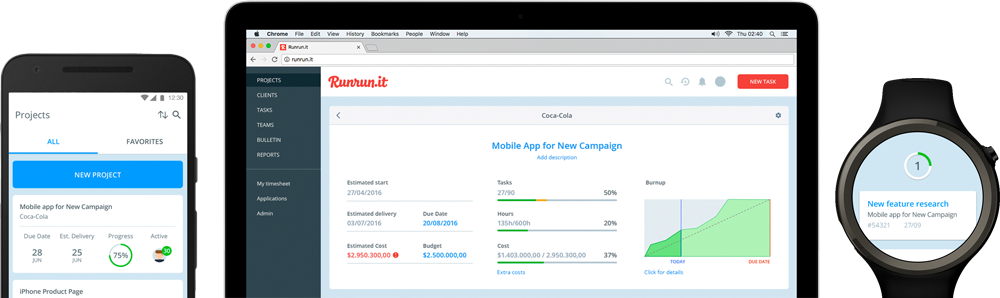 12:30
Projects
ALL
FAVORITES
NEW PROJECT
Mobile app for New Campaign
Coca-Cola
Due Date Est. Delivery Progress Active
28 JUN
25 JUN
75%
iPhone Product Page
Chrome File Edit View History Bookmarks People Window Help
Thu 02:40
Runrun.it
runrun.it
PROJECTS
CLIENTS
TASKS
TEAMS
BULLETIN
REPORTS
My timesheet
Applications
Admin
Runrun.it
NEW TASK
Coca-Cola
Mobile App for New Campaign
Add description
Estimated start
27/04/2016
Estimated delivery Due Date
03/07/2016 20/08/2016
Estimated Cost Budget
$2.950.300,00 $2.500.000,00
Tasks
27/90 50%
Hours
135h/600h 20%
Cost
$1.403.000,00 / 2.950.300,00 37%
Extra costs
Burnup
TODAY DUE DATE
Click for details
1
New feature research
Mobile app for New Campaign
#54321 27/09